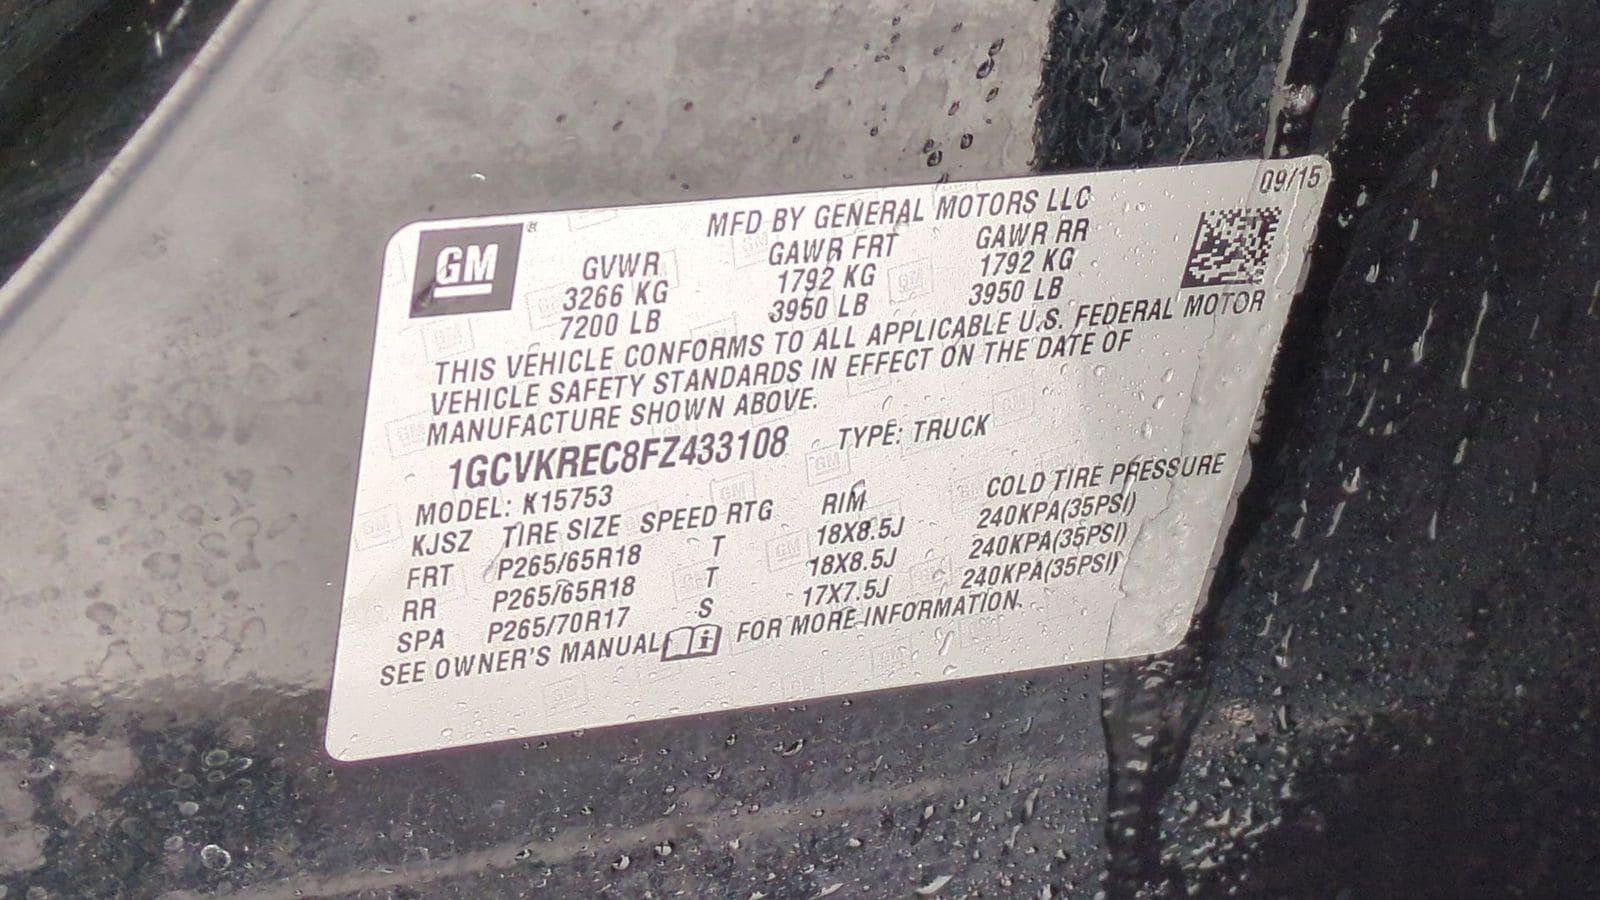 09/15
GM®
MFD BY GENERAL MOTORS LLC
GVWR GAWR FRT GAWR RR
3266 KG 1792 KG 1792 KG
7200 LB 3950 LB 3950 LB
THIS VEHICLE CONFORMS TO ALL APPLICABLE U.S. FEDERAL MOTOR
VEHICLE SAFETY STANDARDS IN EFFECT ON THE DATE OF
MANUFACTURE SHOWN ABOVE.
1GCVKREC8FZ433108 TYPE: TRUCK
MODEL: K15753
KJSZ TIRE SIZE SPEED RTG RIM COLD TIRE PRESSURE
FRT P265/65R18 T 18X8.5J 240KPA(35PSI)
RR P265/65R18 T 18X8.5J 240KPA(35PSI)
SPA P265/70R17 S 17X7.5J 240KPA(35PSI)
SEE OWNER'S MANUAL i FOR MORE INFORMATION.